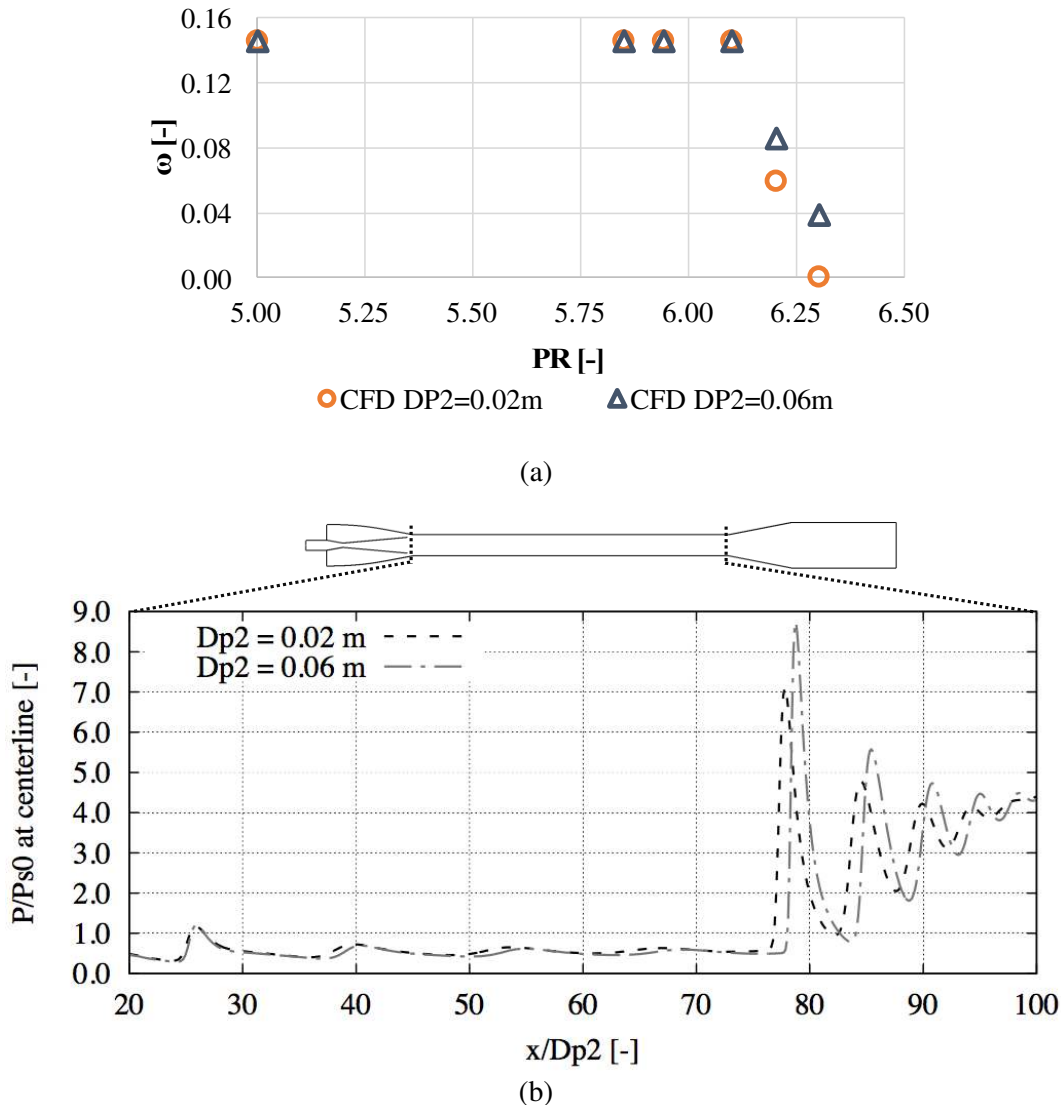 0.16
0.12
0.08
0.04
0.00
ω [-]
5.00 5.25 5.50 5.75 6.00 6.25 6.50
PR [-]
CFD DP2=0.02m CFD DP2=0.06m
(a)
9.0
8.0
7.0
6.0
5.0
4.0
3.0
2.0
1.0
0.0
P/Ps0 at centerline [-]
Dp2 = 0.02 m
Dp2 = 0.06 m
20 30 40 50 60 70 80 90 100
x/Dp2 [-]
(b)